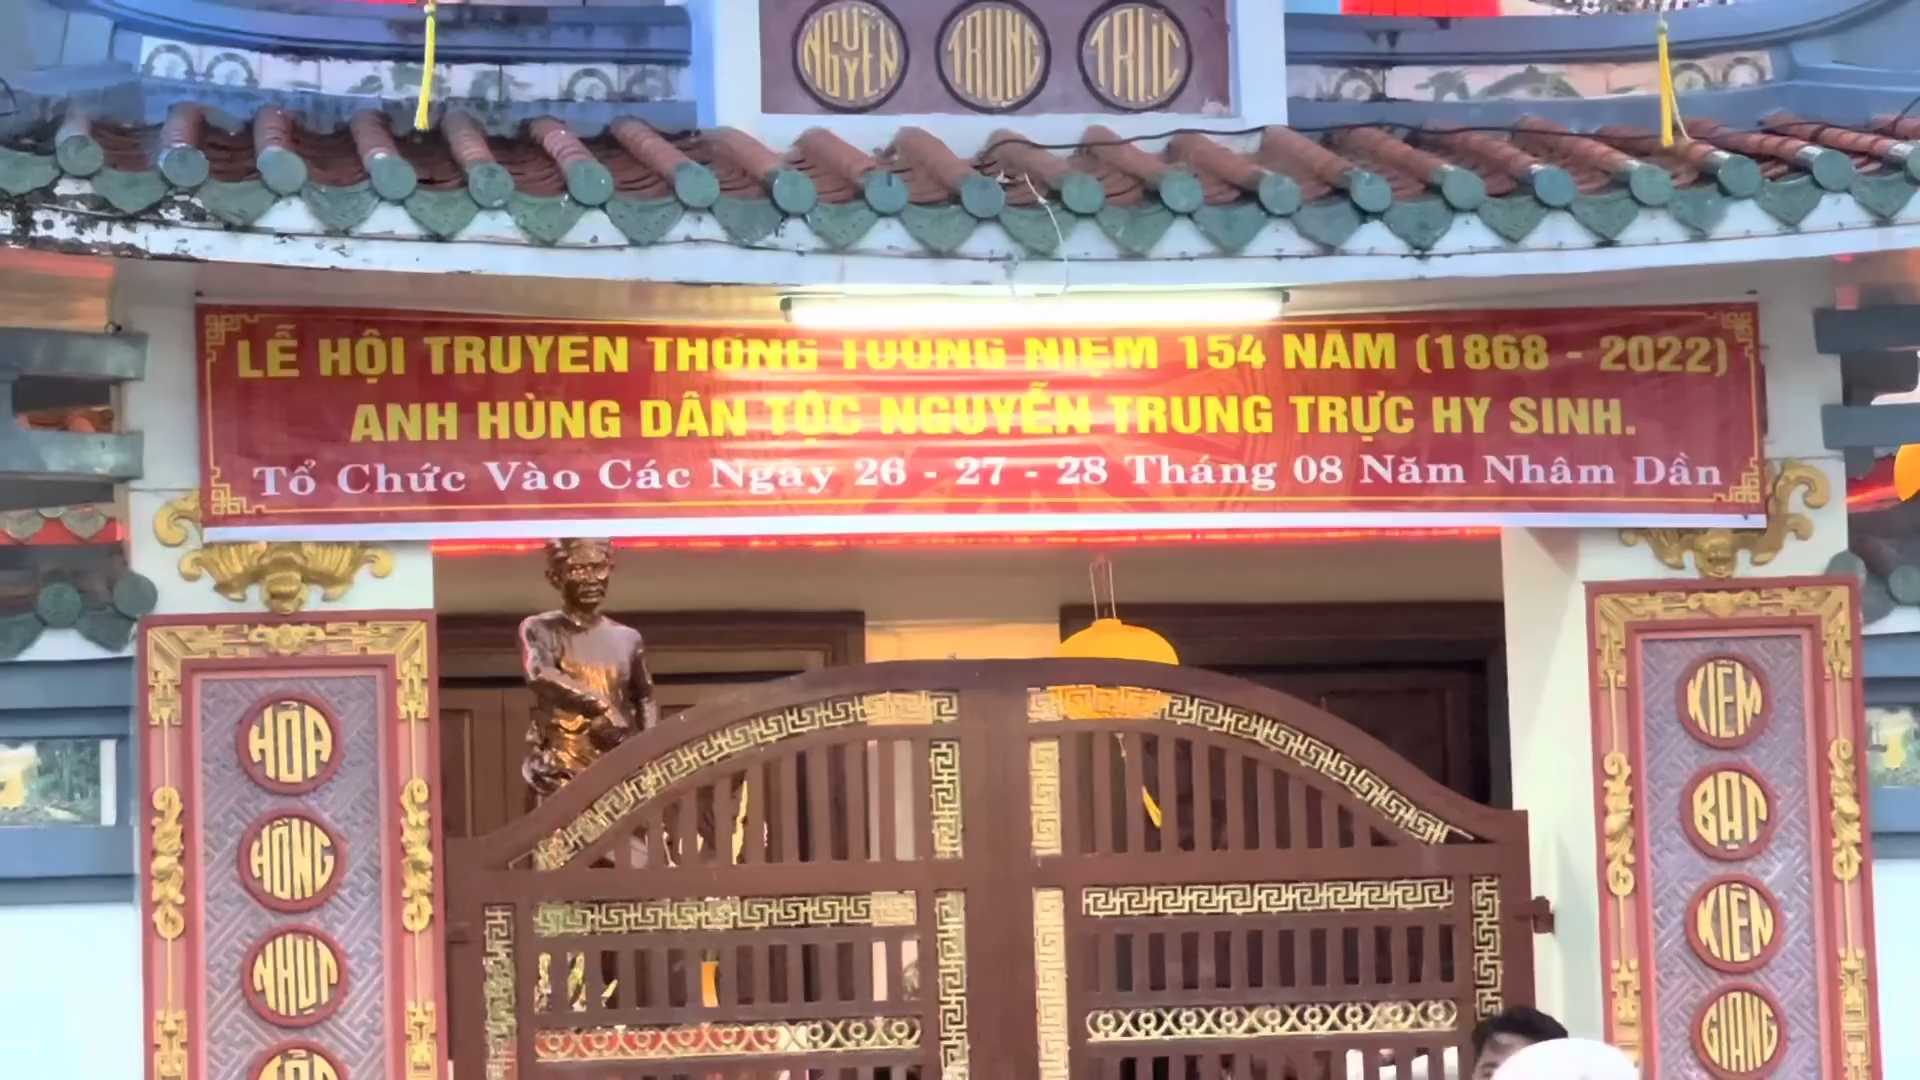 NGUYỄN TRUNG TRỰC
LỄ HỘI TRUYỀN THỐNG TƯỞNG NIỆM 154 NĂM (1868 - 2022)
ANH HÙNG DÂN TỘC NGUYỄN TRUNG TRỰC HY SINH.
Tổ Chức Vào Các Ngay 26 - 27 - 28 Tháng 08 Năm Nhâm Dần
HỎA
HỒNG
NHỰT
KIẾM
BẠT
KIÊN
GIANG